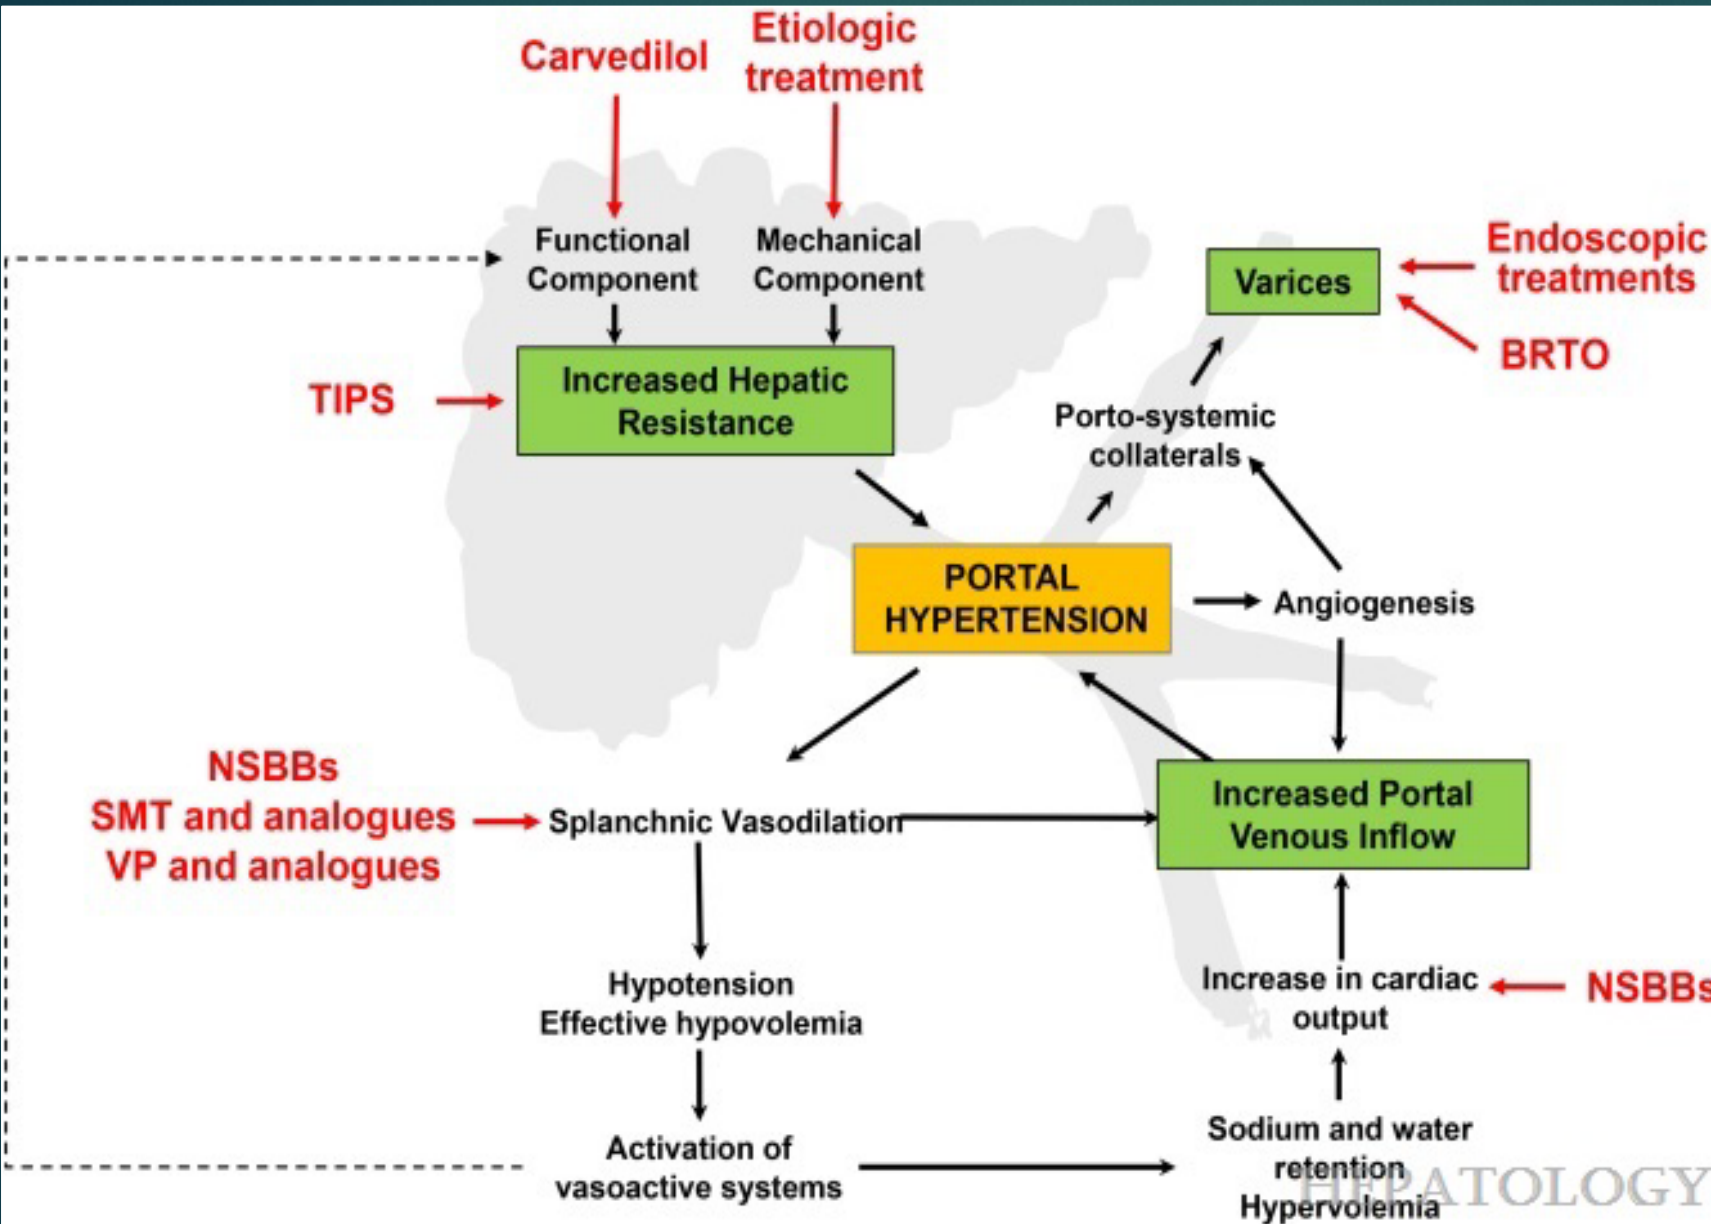 Carvedilol
Etiologic
treatment
Functional
Component
Mechanical
Component
Endoscopic
treatments
Varices
BRTO
TIPS
Increased Hepatic
Resistance
Porto-systemic
collaterals
PORTAL
HYPERTENSION
Angiogenesis
NSBBs
SMT and analogues
VP and analogues
Splanchnic Vasodilation
Increased Portal
Venous Inflow
Hypotension
Effective hypovolemia
Increase in cardiac
output
NSBBs
Activation of
vasoactive systems
Sodium and water
retention
Hypervolemia
HEPATOLOGY